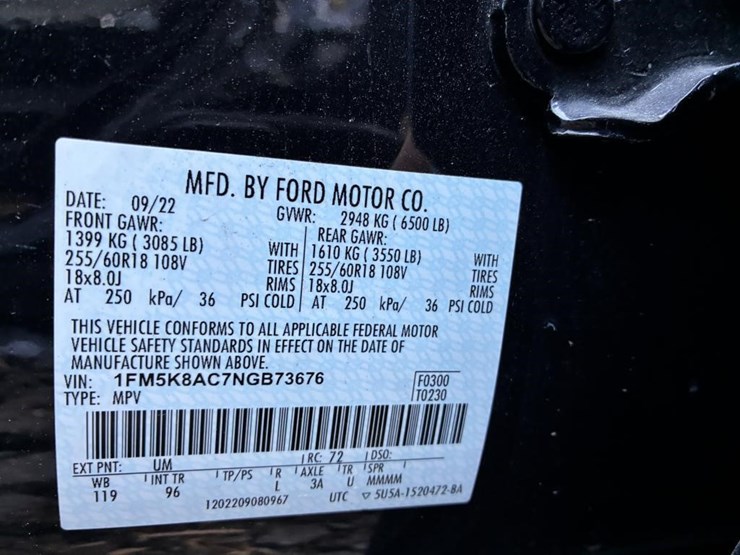 MFD. BY FORD MOTOR CO.
DATE: 09/22 GVWR: 2948 KG ( 6500 LB)
FRONT GAWR: REAR GAWR:
1399 KG ( 3085 LB) WITH 1610 KG ( 3550 LB) WITH
255/60R18 108V TIRES 255/60R18 108V TIRES
18x8.0J RIMS 18x8.0J RIMS
AT 250 kPa/ 36 PSI COLD AT 250 kPa/ 36 PSI COLD
THIS VEHICLE CONFORMS TO ALL APPLICABLE FEDERAL MOTOR
VEHICLE SAFETY STANDARDS IN EFFECT ON THE DATE OF
MANUFACTURE SHOWN ABOVE.
VIN: 1FM5K8AC7NGB73676 F0300
TYPE: MPV T0230
EXT PNT: UM RC: 72 DSO:
WB INT TR TP/PS R AXLE TR SPR
119 96 L 3A U MMMM
1202209080967 UTC ▽ 5U5A-1520472-BA